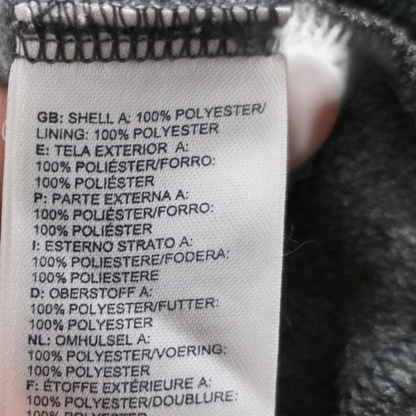 GB: SHELL A: 100% POLYESTER/
LINING: 100% POLYESTER
E: TELA EXTERIOR A:
100% POLIÉSTER/FORRO:
100% POLIÉSTER
P: PARTE EXTERNA A:
100% POLIÉSTER/FORRO:
100% POLIÉSTER
I: ESTERNO STRATO A:
100% POLIESTERE/FODERA:
100% POLIESTERE
D: OBERSTOFF A:
100% POLYESTER/FUTTER:
100% POLYESTER
NL: OMHULSEL A:
100% POLYESTER/VOERING:
100% POLYESTER
F: ÉTOFFE EXTÉRIEURE A:
100% POLYESTER/DOUBLURE:
100% POLYESTER